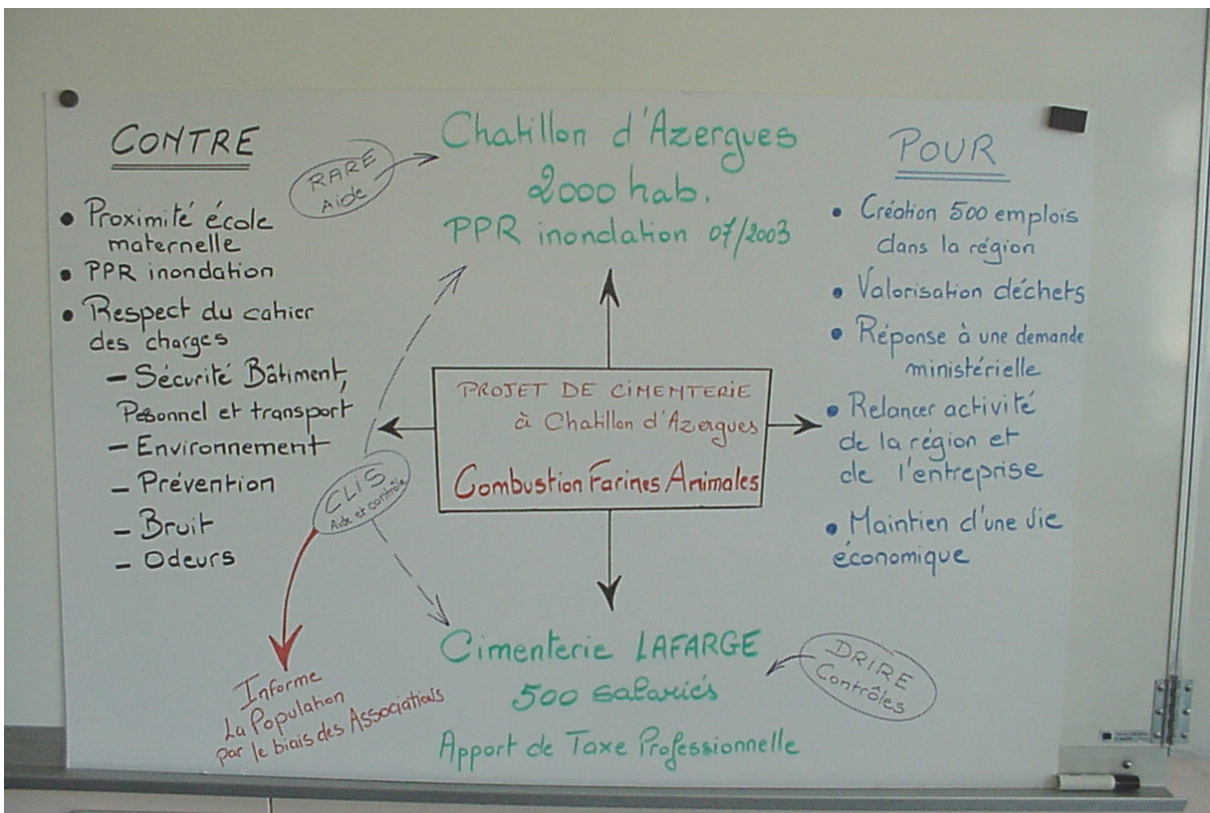 CONTRE
• Proximité école
maternelle
• PPR inondation
• Respect du cahier
des charges
– Sécurité Bâtiment,
Pesonnel et transport
– Environnement
– Prévention
– Bruit
– Odeurs
RARE
Aide
Chatillon d'Azergues
2000 hab.
PPR inondation 07/2003
PROJET DE CIMENTERIE
à Chatillon d'Azergues
Combustion Farines Animales
CLIS
Aide et contrôle
Informe
La Population
par le biais des Associations
Cimenterie LAFARGE
500 salariés
Apport de Taxe Professionnelle
DRIRE
Contrôles
POUR
• Création 500 emplois
dans la région
• Valorisation déchets
• Réponse à une demande
ministérielle
• Relancer activité
de la région et
de l'entreprise
• Maintien d'une vie
économique